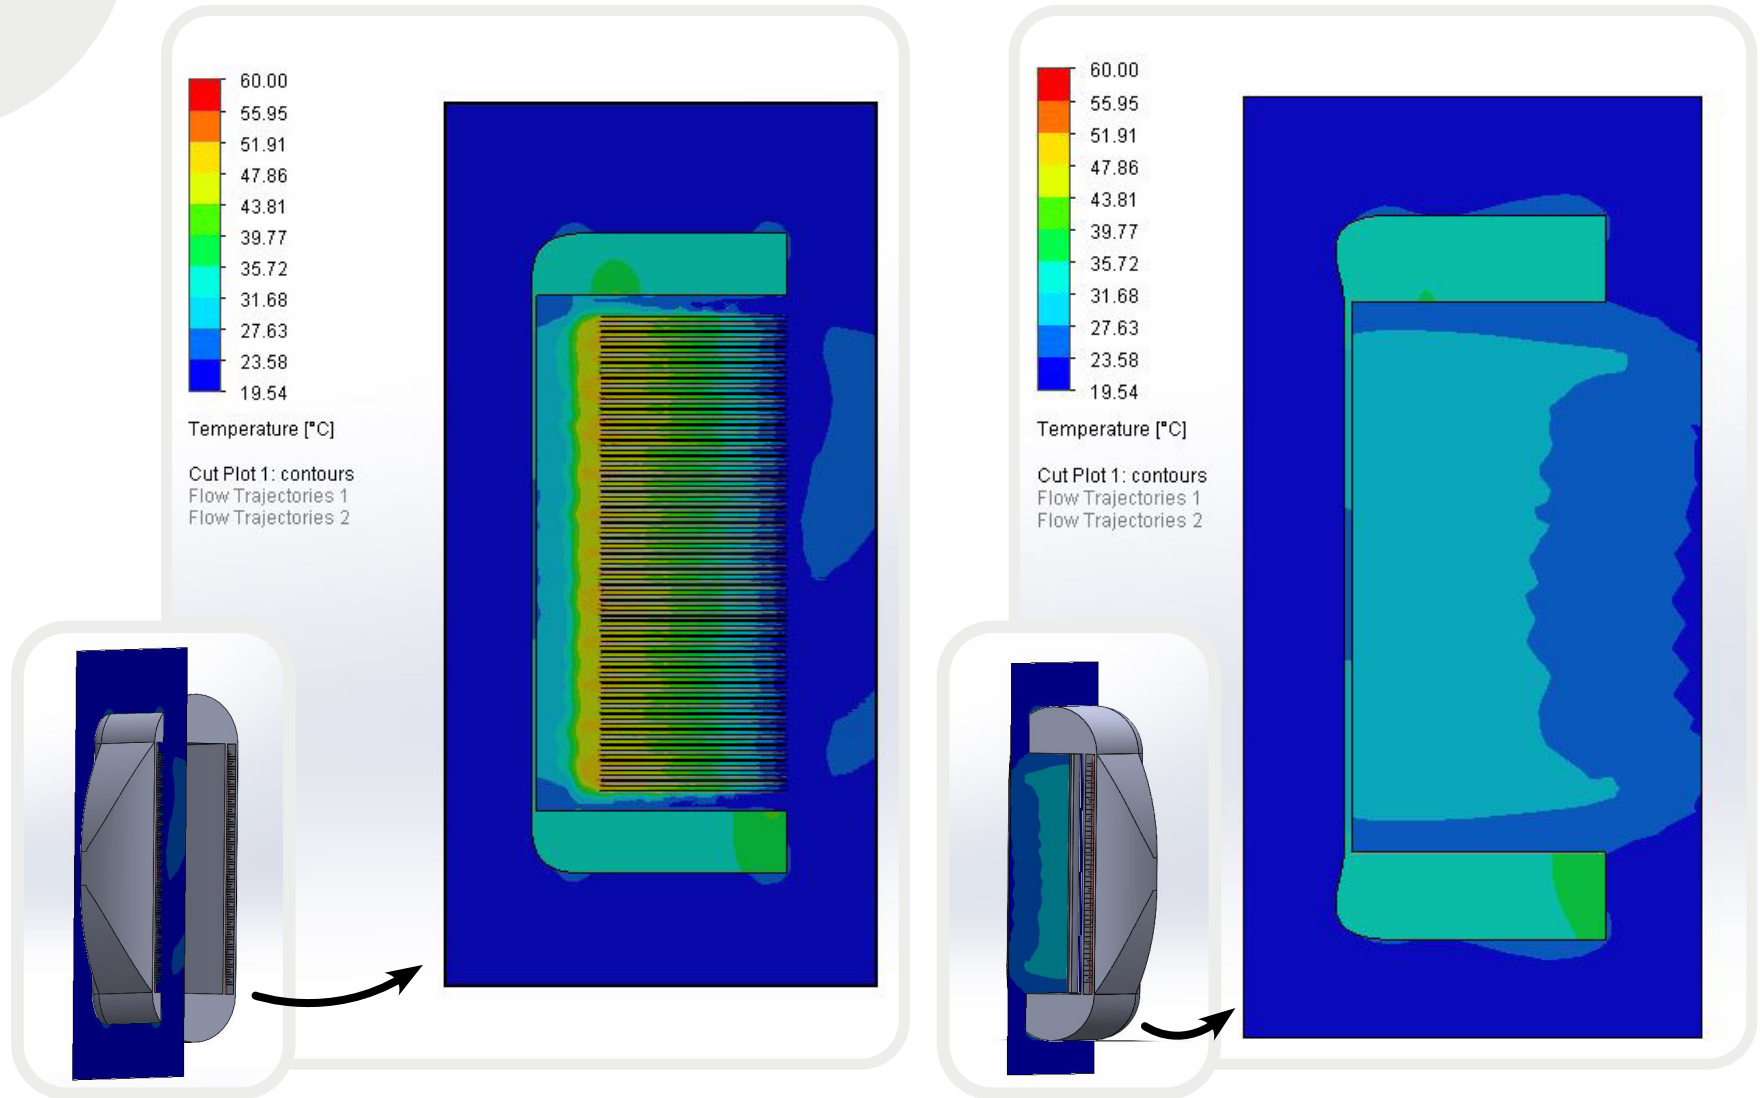 60.00
55.95
51.91
47.86
43.81
39.77
35.72
31.68
27.63
23.58
19.54
Temperature [°C]
Cut Plot 1: contours
Flow Trajectories 1
Flow Trajectories 2
60.00
55.95
51.91
47.86
43.81
39.77
35.72
31.68
27.63
23.58
19.54
Temperature [°C]
Cut Plot 1: contours
Flow Trajectories 1
Flow Trajectories 2